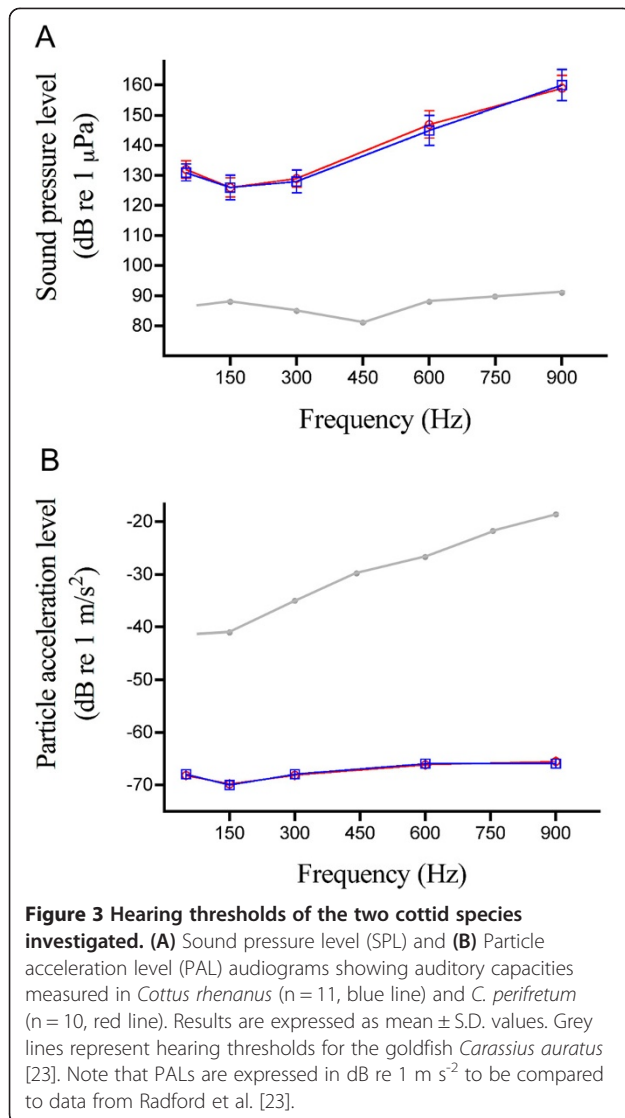 A
160
150
140
130
120
110
100
90
80
Sound pressure level
(dB re 1 µPa)
150 300 450 600 750 900
Frequency (Hz)
B
-20
-30
-40
-50
-60
-70
Particle acceleration level
(dB re 1 m/s²)
150 300 450 600 750 900
Frequency (Hz)
Figure 3 Hearing thresholds of the two cottid species
investigated. (A) Sound pressure level (SPL) and (B) Particle
acceleration level (PAL) audiograms showing auditory capacities
measured in Cottus rhenanus (n = 11, blue line) and C. perifretum
(n = 10, red line). Results are expressed as mean ± S.D. values. Grey
lines represent hearing thresholds for the goldfish Carassius auratus
[23]. Note that PALs are expressed in dB re 1 m s⁻² to be compared
to data from Radford et al. [23].